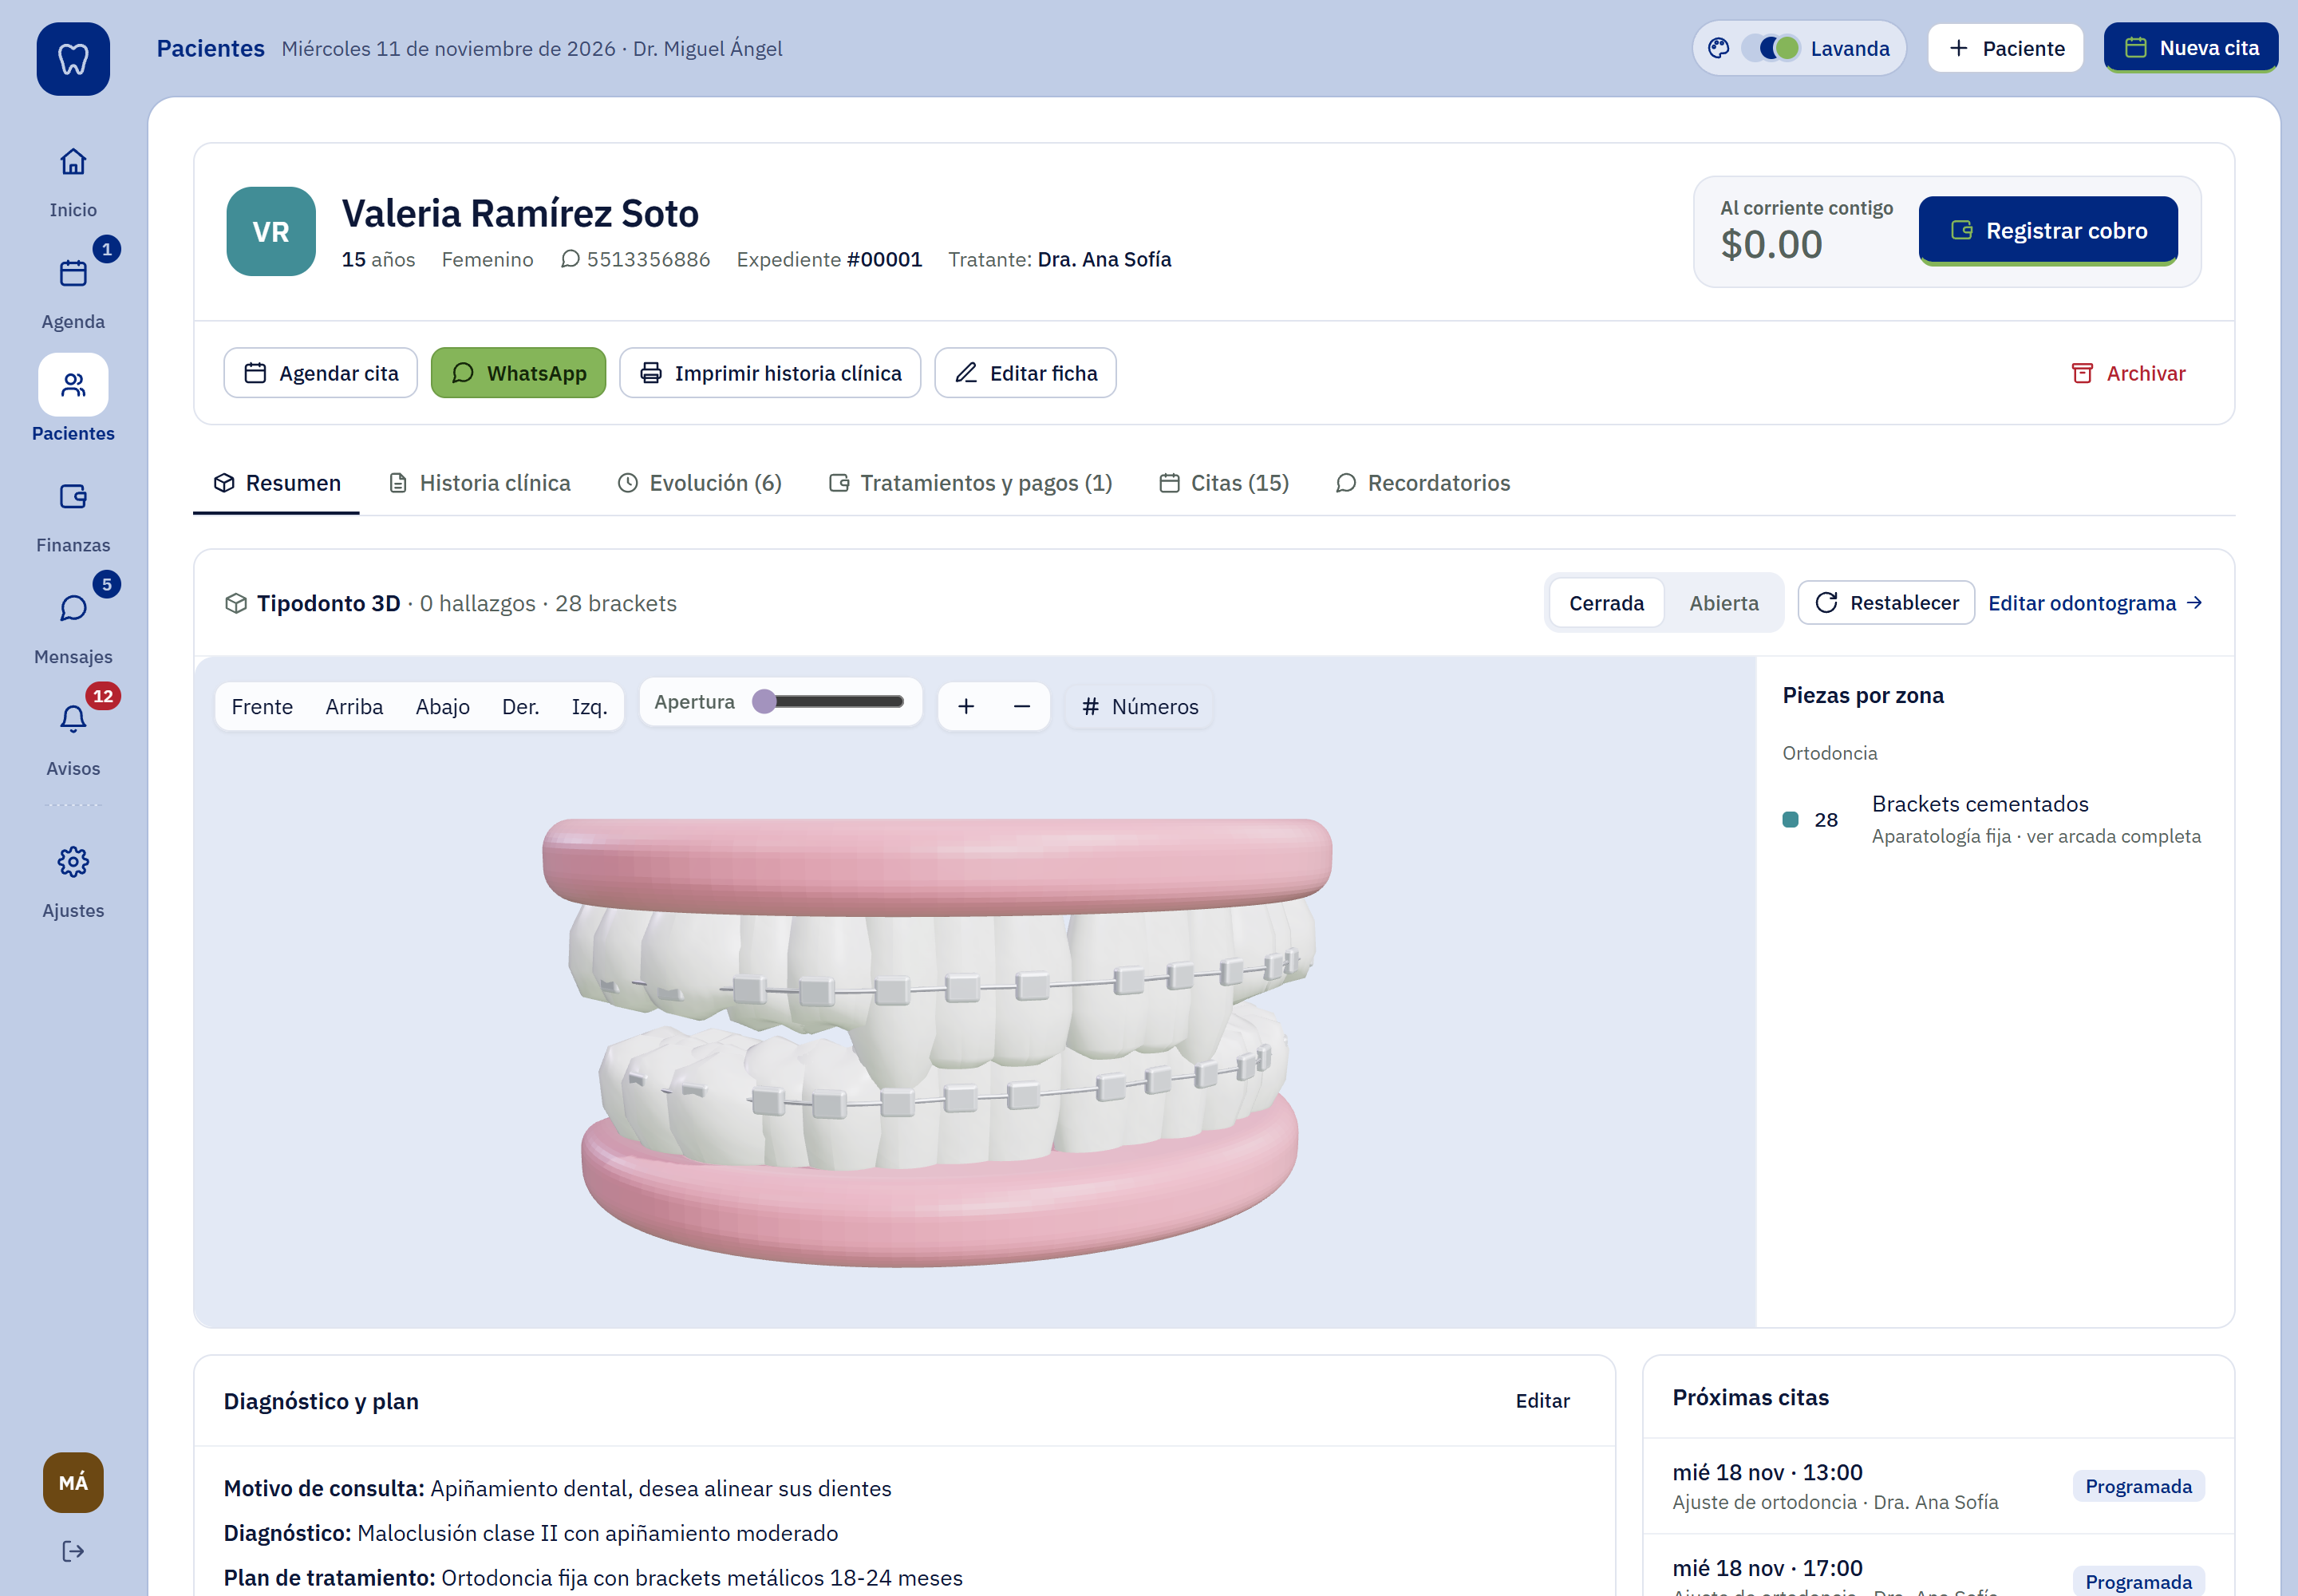 Pacientes Miércoles 11 de noviembre de 2026 · Dr. Miguel Ángel
Lavanda
Paciente
Nueva cita
Inicio
1
Agenda
Pacientes
Finanzas
5
Mensajes
12
Avisos
Ajustes
MÁ
VR
Valeria Ramírez Soto
15 años Femenino 5513356886 Expediente #00001 Tratante: Dra. Ana Sofía
Al corriente contigo
$0.00
Registrar cobro
Agendar cita
WhatsApp
Imprimir historia clínica
Editar ficha
Archivar
Resumen
Historia clínica
Evolución (6)
Tratamientos y pagos (1)
Citas (15)
Recordatorios
Tipodonto 3D · 0 hallazgos · 28 brackets
Cerrada
Abierta
Restablecer
Editar odontograma →
Frente Arriba Abajo Der. Izq.
Apertura
+ −
# Números
Piezas por zona
Ortodoncia
28 Brackets cementados
Aparatología fija · ver arcada completa
Diagnóstico y plan
Editar
Motivo de consulta: Apiñamiento dental, desea alinear sus dientes
Diagnóstico: Maloclusión clase II con apiñamiento moderado
Plan de tratamiento: Ortodoncia fija con brackets metálicos 18-24 meses
Próximas citas
mié 18 nov · 13:00
Ajuste de ortodoncia · Dra. Ana Sofía
Programada
mié 18 nov · 17:00
Programada